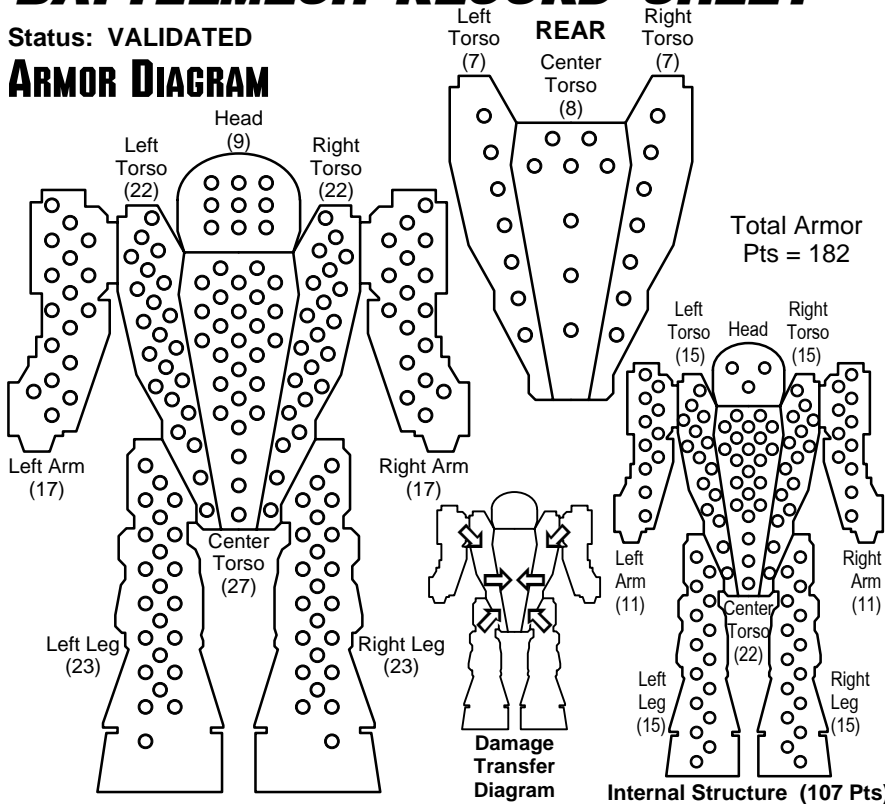 BATTLEMECH RECORD SHEET
Status: VALIDATED
ARMOR DIAGRAM
Head
(9)
Left
Torso
(22)
Right
Torso
(22)
Left Arm
(17)
Right Arm
(17)
Center
Torso
(27)
Left Leg
(23)
Right Leg
(23)
REAR
Left
Torso
(7)
Center
Torso
(8)
Right
Torso
(7)
Total Armor
Pts = 182
Left
Torso
(15)
Head
Right
Torso
(15)
Left
Arm
(11)
Right
Arm
(11)
Center
Torso
(22)
Left
Leg
(15)
Right
Leg
(15)
Damage
Transfer
Diagram
Internal Structure (107 Pts)